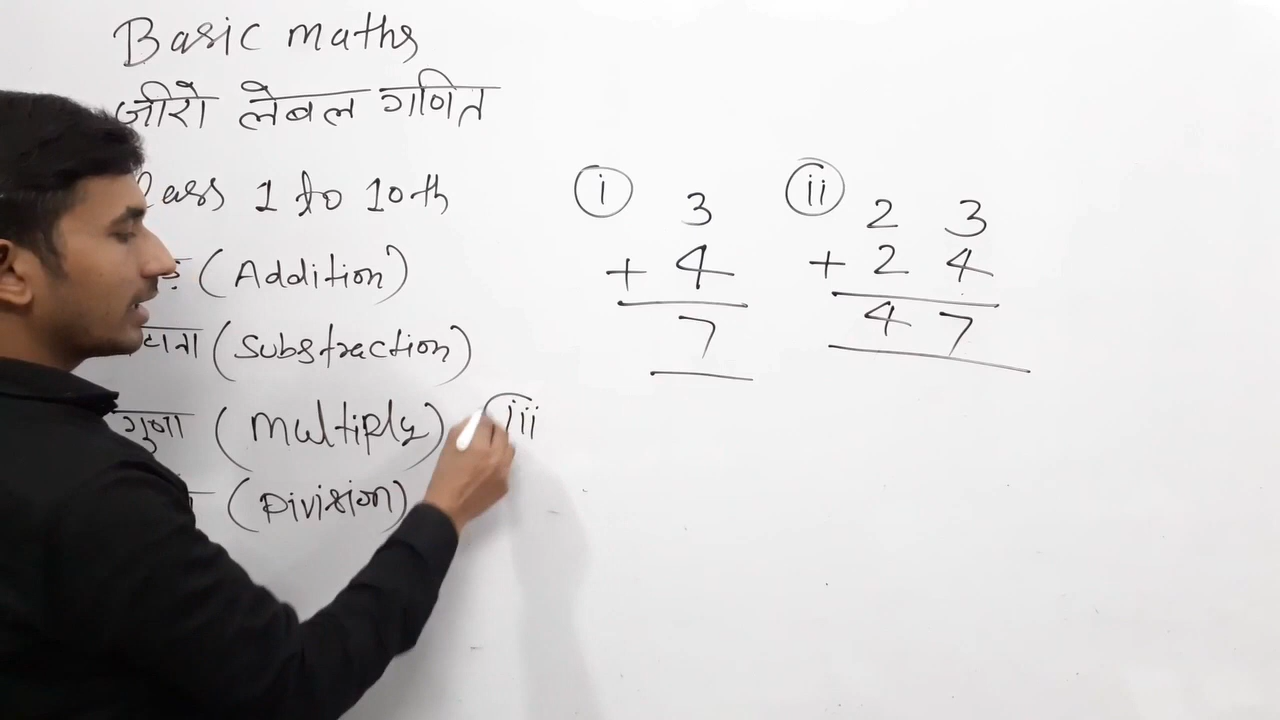 Basic maths
जीरो लेबल गणित
Class 1 to 10th
(Addition)
(Substraction)
गुणा (Multiply)
(Division)
i
3
+ 4
7
ii
2 3
+ 2 4
4 7
iii